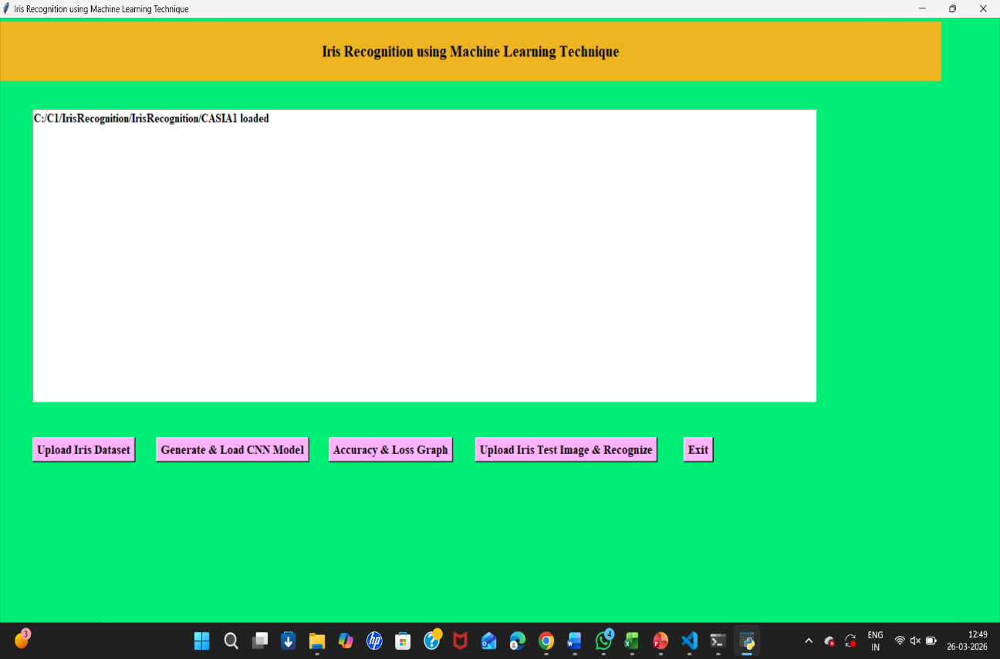 Iris Recognition using Machine Learning Technique
Iris Recognition using Machine Learning Technique
C:/C1/IrisRecognition/IrisRecognition/CASIA1 loaded
Upload Iris Dataset
Generate & Load CNN Model
Accuracy & Loss Graph
Upload Iris Test Image & Recognize
Exit
3
hp
?
W
4
X
P
ENG
IN
12:49
26-03-2026